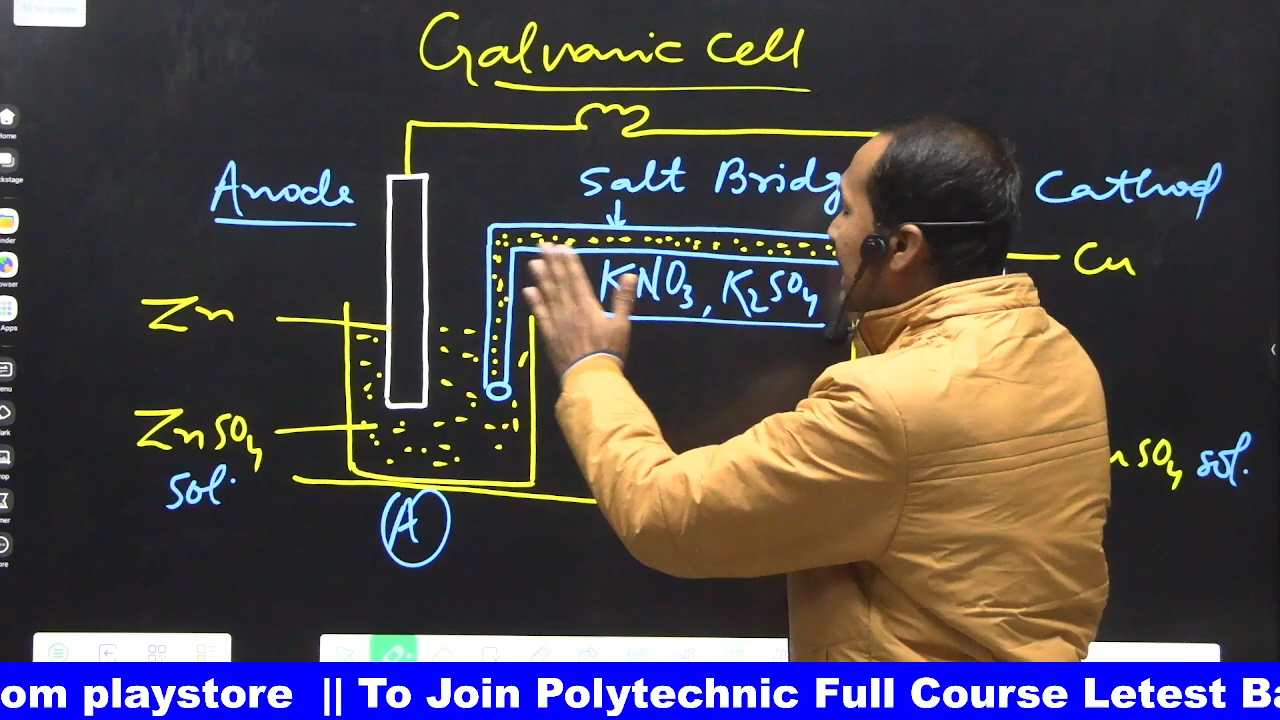 Galvanic Cell
Anode
Salt Bridg
Cathod
Cu
KNO3, K2SO4
Zn
ZnSO4
sol.
SO4 sol.
A
om playstore || To Join Polytechnic Full Course Letest Ba